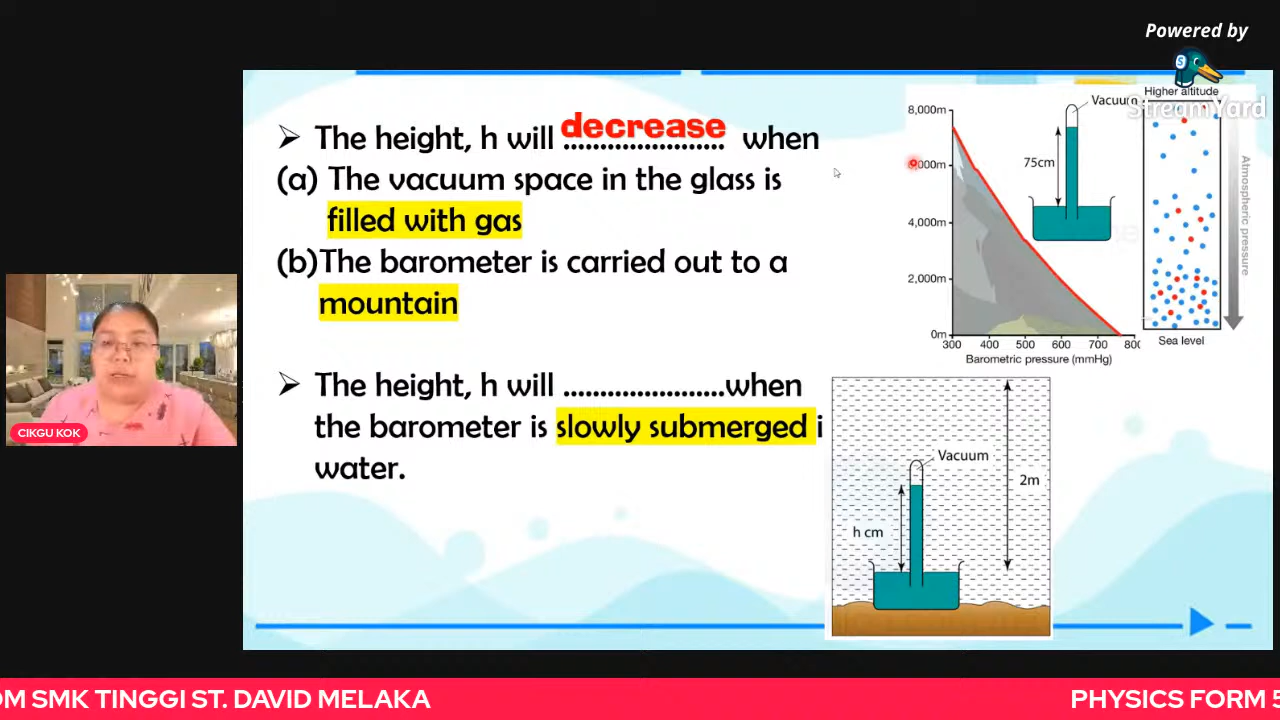 Powered by
StreamYard
➢ The height, h will decrease when
(a) The vacuum space in the glass is
filled with gas
(b)The barometer is carried out to a
mountain
➢ The height, h will ......................when
the barometer is slowly submerged i
water.
8,000m
4,000m
2,000m
0m
300 400 500 600 700
Barometric pressure (mmHg)
Vacuum
75cm
Higher altitude
Atmospheric pressure
Sea level
Vacuum
2m
h cm
CIKGU KOK
OM SMK TINGGI ST. DAVID MELAKA
PHYSICS FORM 5